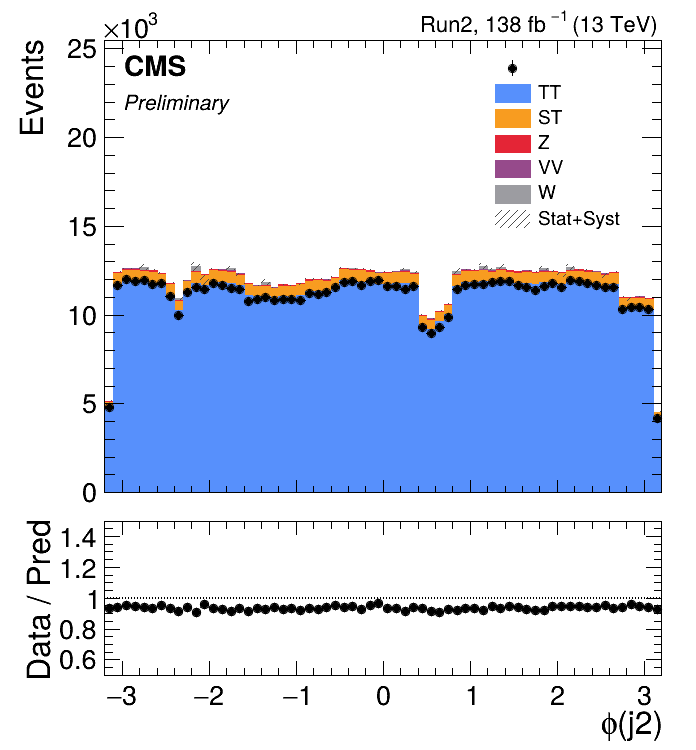 ×10³
Run2, 138 fb⁻¹ (13 TeV)
CMS
Preliminary
TT
ST
Z
VV
W
Stat+Syst
Events
25
20
15
10
5
0
Data / Pred
1.4
1.2
1
0.8
0.6
−3 −2 −1 0 1 2 3
ϕ(j2)